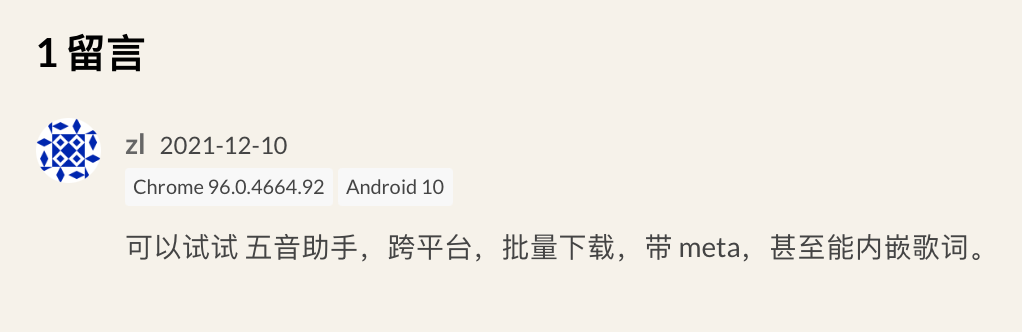 1 留言
zl 2021-12-10
Chrome 96.0.4664.92 Android 10
可以试试 五音助手，跨平台，批量下载，带 meta，甚至能内嵌歌词。